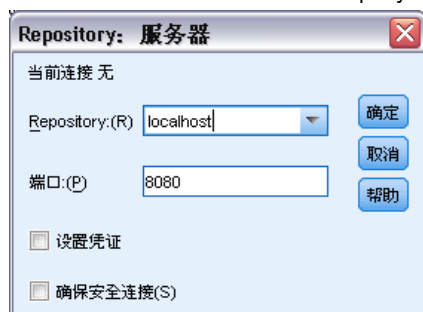 Repository: 服务器
当前连接 无
Repository:(R) localhost
确定
取消
端口:(P) 8080
帮助
设置凭证
确保安全连接(S)